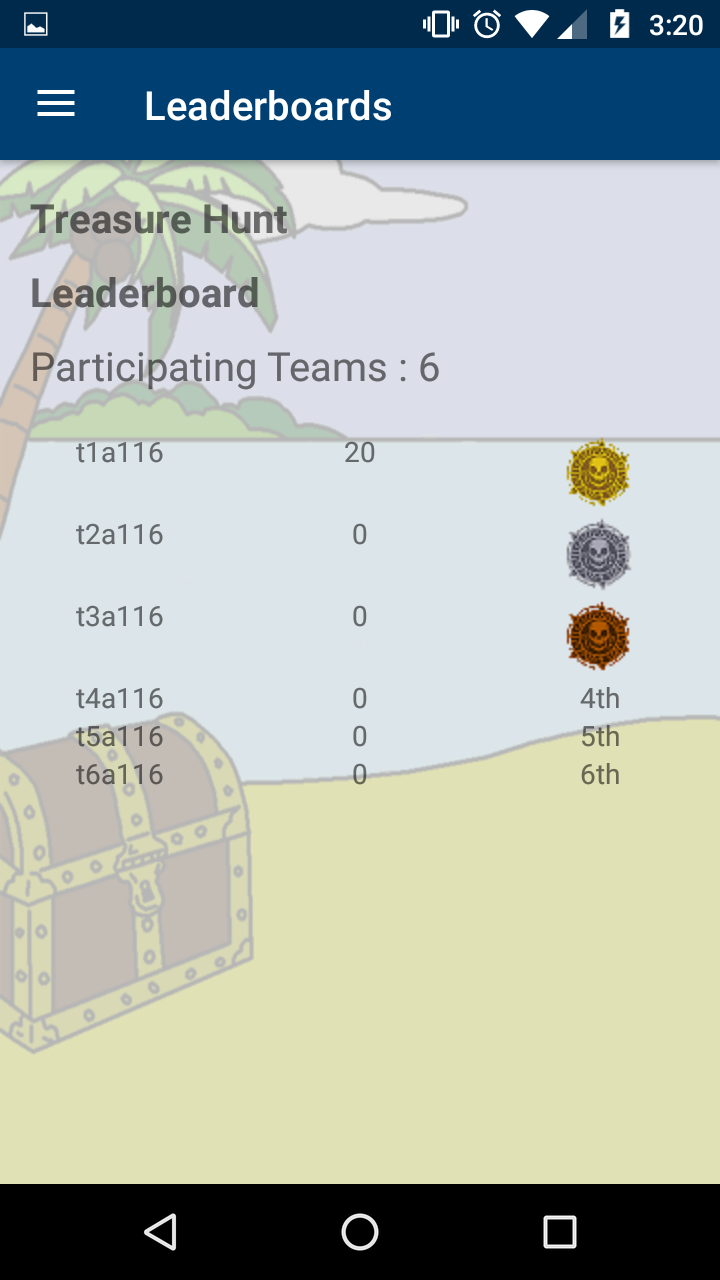 3:20
Leaderboards
Treasure Hunt
Leaderboard
Participating Teams : 6
t1a116 20
t2a116 0
t3a116 0
t4a116 0 4th
t5a116 0 5th
t6a116 0 6th